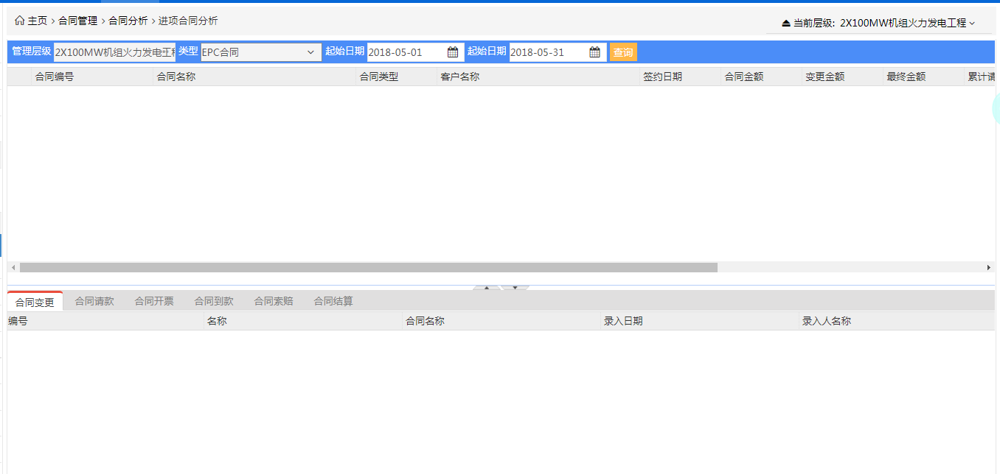 主页 > 合同管理 > 合同分析 > 进项合同分析
当前层级: 2X100MW机组火力发电工程
管理层级 2X100MW机组火力发电工程 类型 EPC合同 起始日期 2018-05-01 起始日期 2018-05-31 查询
合同编号 合同名称 合同类型 客户名称 签约日期 合同金额 变更金额 最终金额 累计请
合同变更 合同请款 合同开票 合同到款 合同索赔 合同结算
编号 名称 合同名称 录入日期 录入人名称